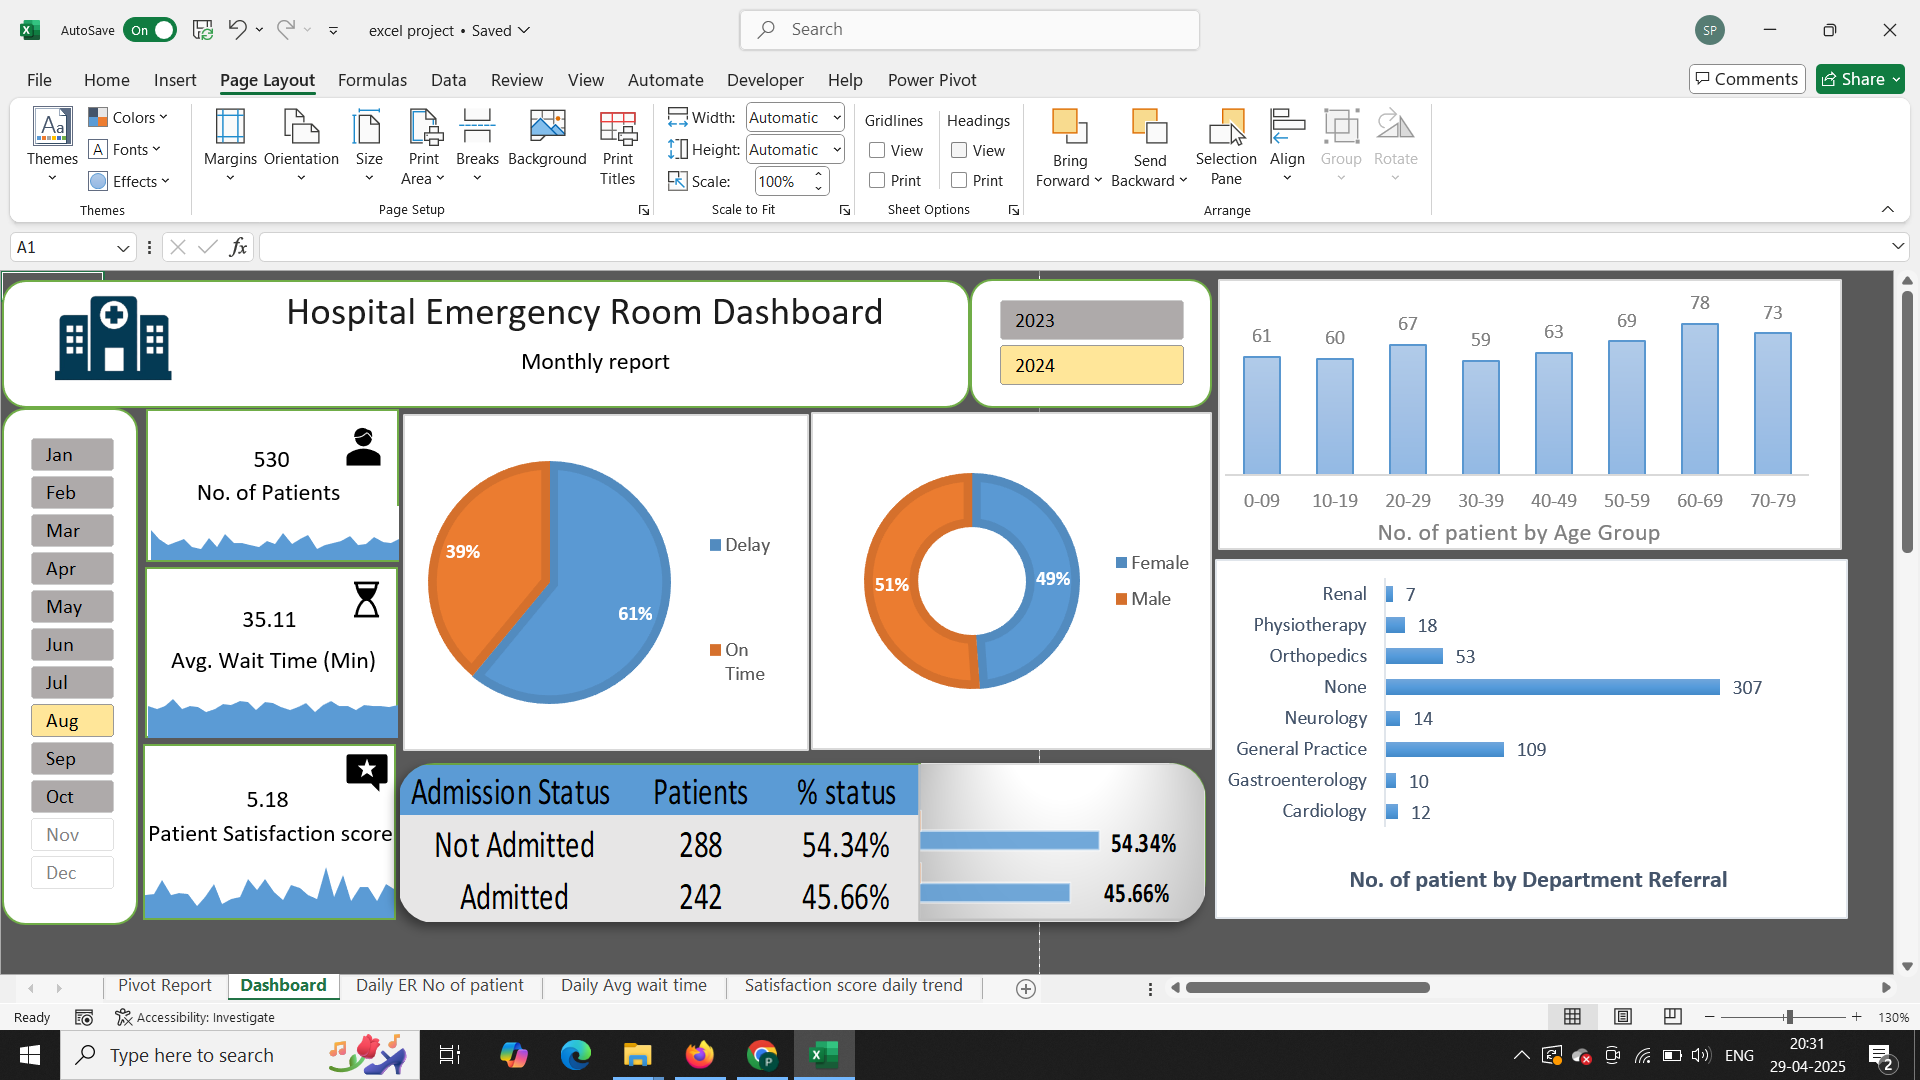 AutoSave On excel project • Saved Search SP
File Home Insert Page Layout Formulas Data Review View Automate Developer Help Power Pivot Comments Share
Themes Colors Fonts Effects
Themes
Margins Orientation Size Print Area Breaks Background Print Titles
Page Setup
Width: Automatic
Height: Automatic
Scale: 100%
Scale to Fit
Gridlines Headings
View View
Print Print
Sheet Options
Bring Forward Send Backward Selection Pane Align Group Rotate
Arrange
A1 fx
Hospital Emergency Room Dashboard
Monthly report
2023
2024
Jan
Feb
Mar
Apr
May
Jun
Jul
Aug
Sep
Oct
Nov
Dec
530
No. of Patients
35.11
Avg. Wait Time (Min)
5.18
Patient Satisfaction score
39%
61%
Delay
On
Time
51%
49%
Female
Male
Admission Status Patients % status
Not Admitted 288 54.34% 54.34%
Admitted 242 45.66% 45.66%
61 60 67 59 63 69 78 73
0-09 10-19 20-29 30-39 40-49 50-59 60-69 70-79
No. of patient by Age Group
Renal 7
Physiotherapy 18
Orthopedics 53
None 307
Neurology 14
General Practice 109
Gastroenterology 10
Cardiology 12
No. of patient by Department Referral
Pivot Report Dashboard Daily ER No of patient Daily Avg wait time Satisfaction score daily trend
Ready Accessibility: Investigate 130%
Type here to search ENG 20:31
29-04-2025 2